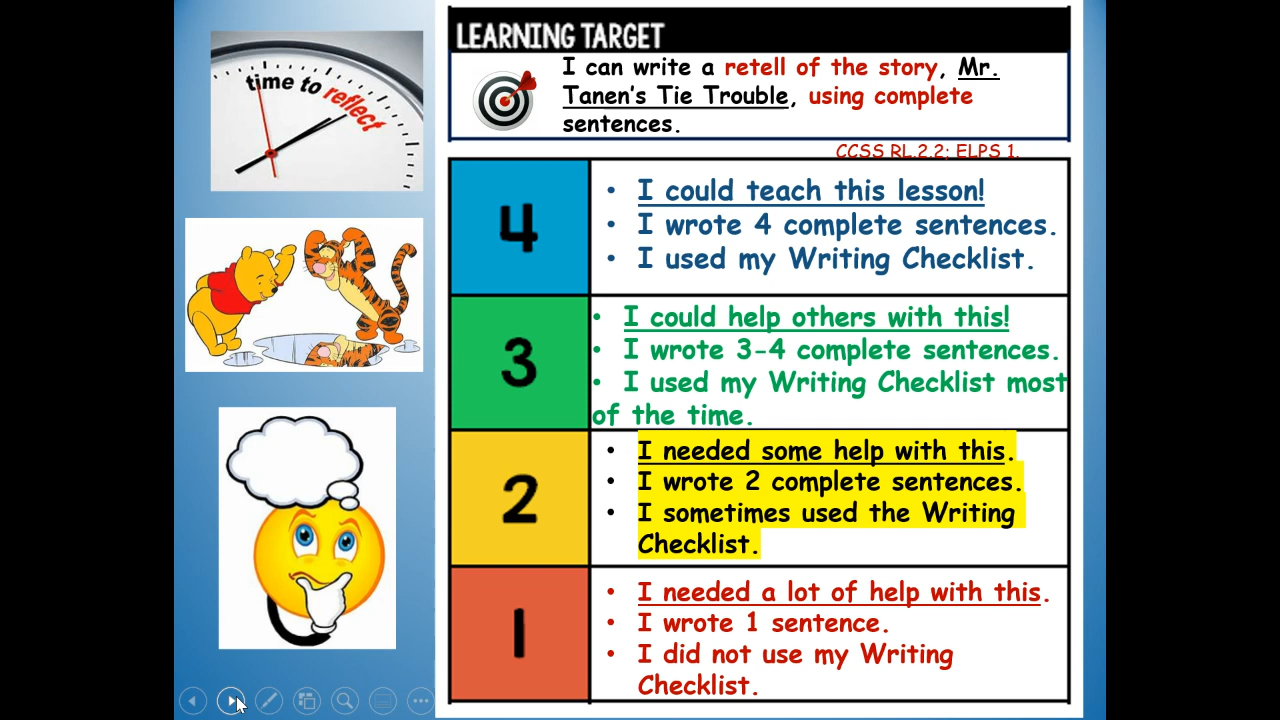 LEARNING TARGET
I can write a retell of the story, Mr.
Tanen's Tie Trouble, using complete
sentences.
CCSS RL.2.2; ELPS 1.
time to reflect
4
• I could teach this lesson!
• I wrote 4 complete sentences.
• I used my Writing Checklist.
3
• I could help others with this!
• I wrote 3-4 complete sentences.
• I used my Writing Checklist most
of the time.
2
• I needed some help with this.
• I wrote 2 complete sentences.
• I sometimes used the Writing
Checklist.
1
• I needed a lot of help with this.
• I wrote 1 sentence.
• I did not use my Writing
Checklist.